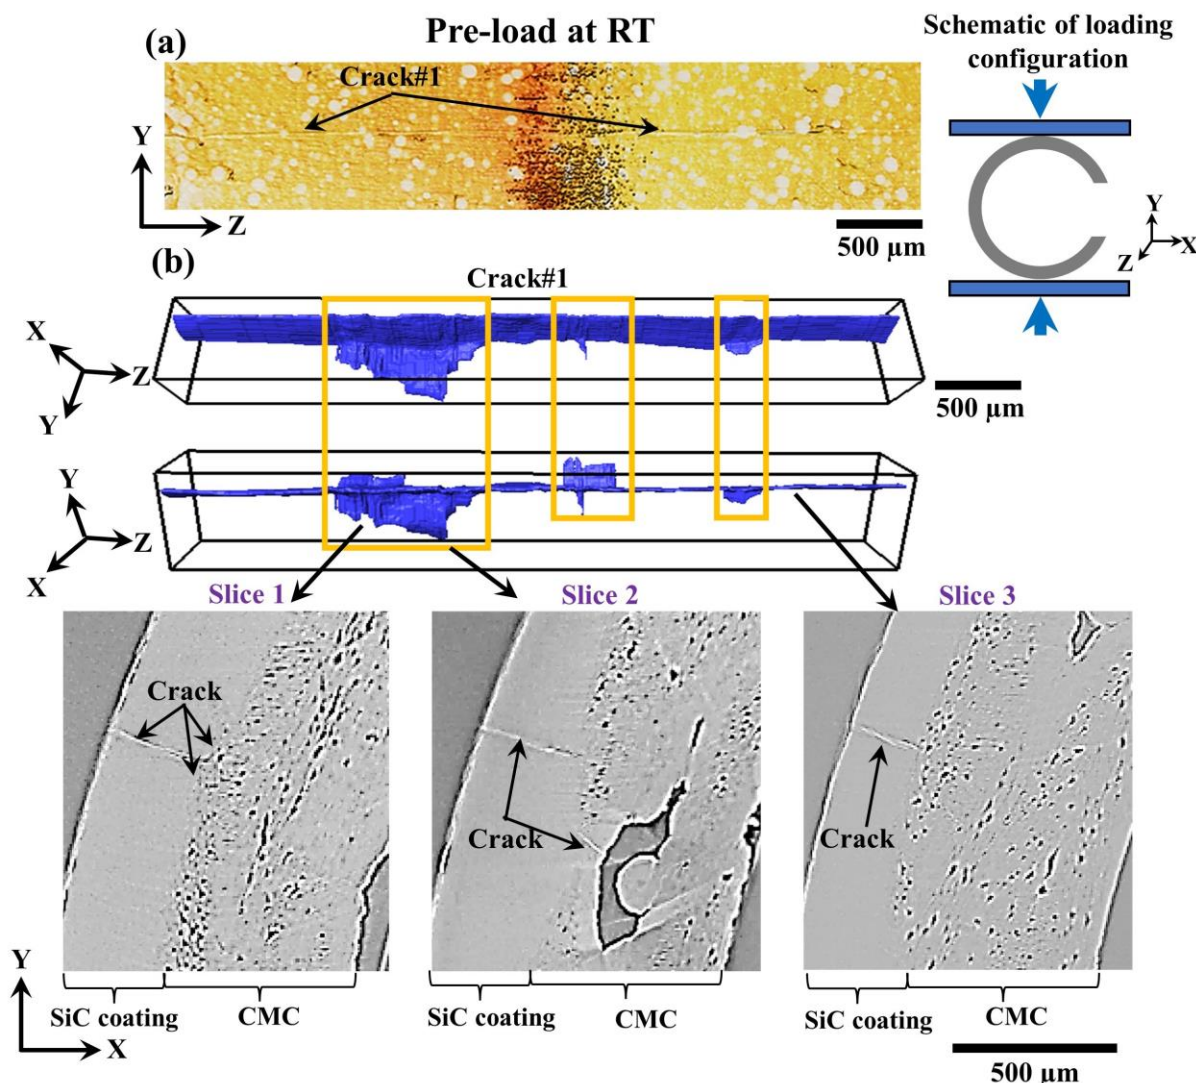 Pre-load at RT
Schematic of loading
configuration
(a)
Crack#1
Y
Z
500 µm
Y
X
Z
(b)
Crack#1
X
Z
Y
500 µm
Y
Z
X
Slice 1
Slice 2
Slice 3
Crack
Crack
Crack
Y
X
SiC coating
CMC
SiC coating
CMC
SiC coating
CMC
500 µm